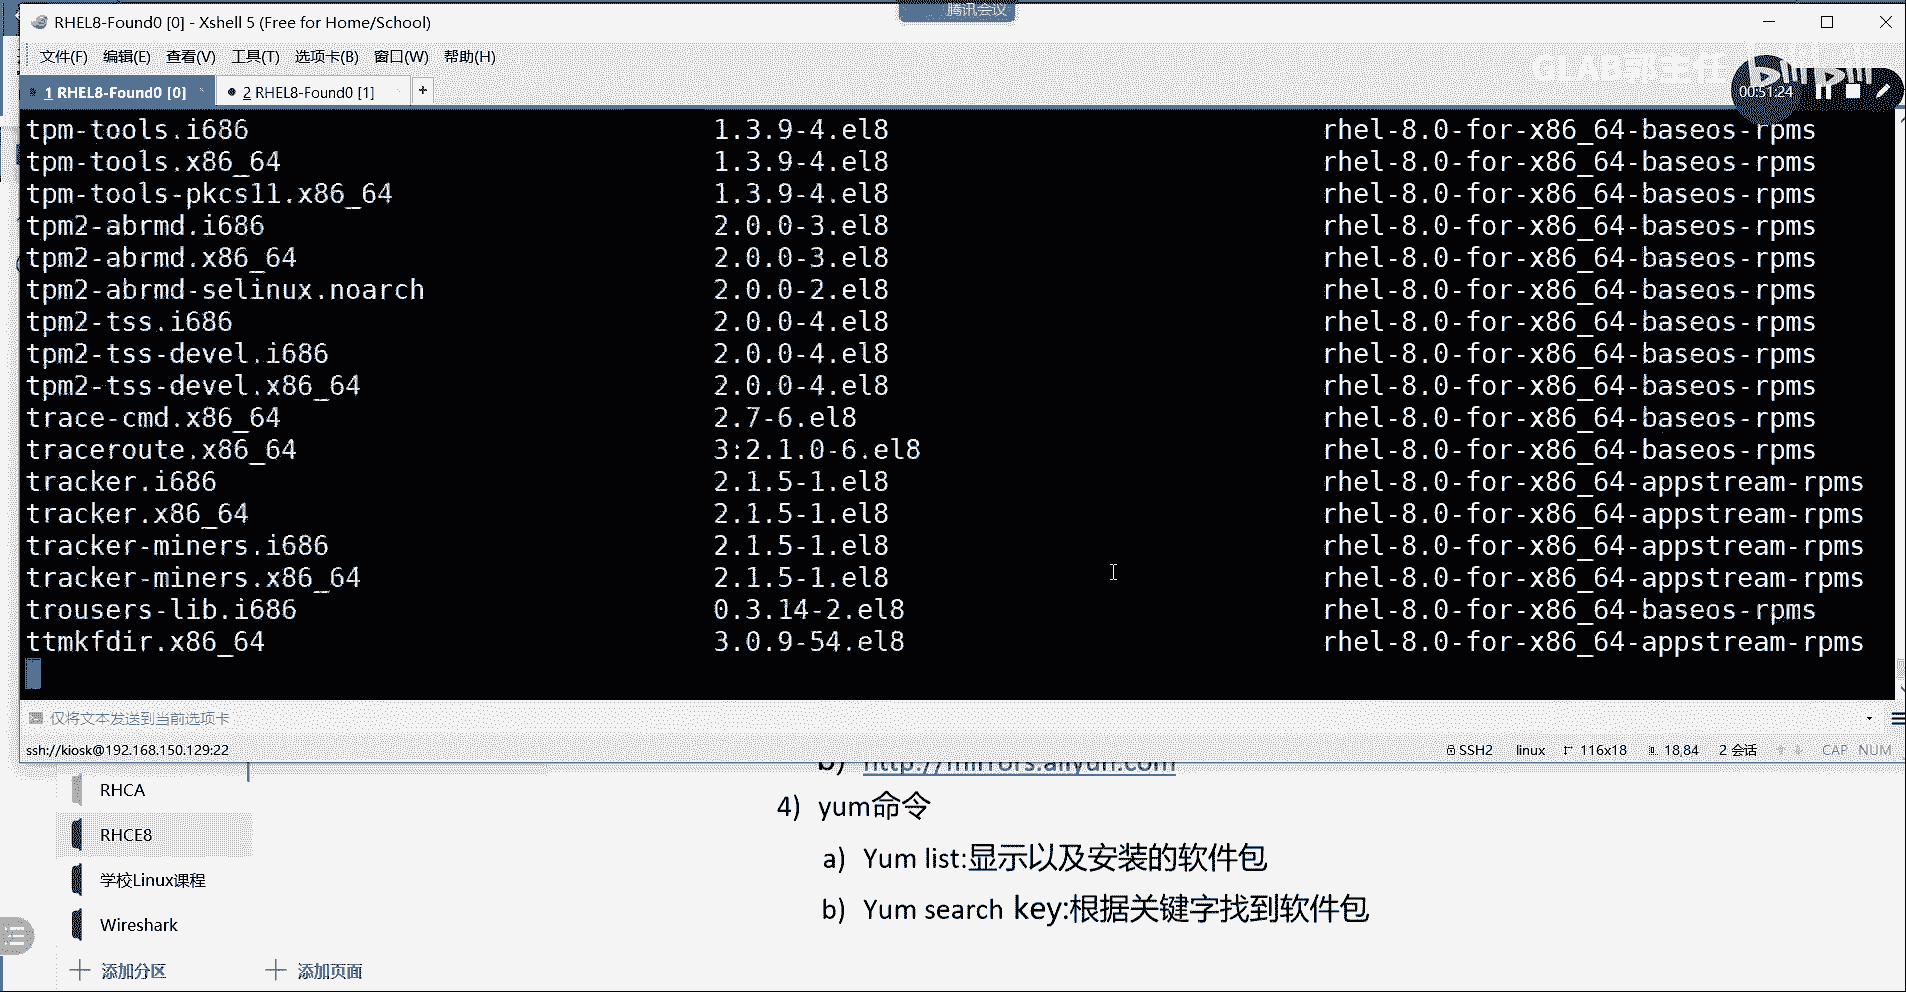 腾讯会议
RHEL8-Found0 [0] - Xshell 5 (Free for Home/School)
文件(F) 编辑(E) 查看(V) 工具(T) 选项卡(B) 窗口(W) 帮助(H)
GLAB郭主任
bilibili
00:51:24
1 RHEL8-Found0 [0] 2 RHEL8-Found0 [1] +
tpm-tools.i686 1.3.9-4.el8 rhel-8.0-for-x86_64-baseos-rpms
tpm-tools.x86_64 1.3.9-4.el8 rhel-8.0-for-x86_64-baseos-rpms
tpm-tools-pkcs11.x86_64 1.3.9-4.el8 rhel-8.0-for-x86_64-baseos-rpms
tpm2-abrmd.i686 2.0.0-3.el8 rhel-8.0-for-x86_64-baseos-rpms
tpm2-abrmd.x86_64 2.0.0-3.el8 rhel-8.0-for-x86_64-baseos-rpms
tpm2-abrmd-selinux.noarch 2.0.0-2.el8 rhel-8.0-for-x86_64-baseos-rpms
tpm2-tss.i686 2.0.0-4.el8 rhel-8.0-for-x86_64-baseos-rpms
tpm2-tss-devel.i686 2.0.0-4.el8 rhel-8.0-for-x86_64-baseos-rpms
tpm2-tss-devel.x86_64 2.0.0-4.el8 rhel-8.0-for-x86_64-baseos-rpms
trace-cmd.x86_64 2.7-6.el8 rhel-8.0-for-x86_64-baseos-rpms
traceroute.x86_64 3:2.1.0-6.el8 rhel-8.0-for-x86_64-baseos-rpms
tracker.i686 2.1.5-1.el8 rhel-8.0-for-x86_64-appstream-rpms
tracker.x86_64 2.1.5-1.el8 rhel-8.0-for-x86_64-appstream-rpms
tracker-miners.i686 2.1.5-1.el8 rhel-8.0-for-x86_64-appstream-rpms
tracker-miners.x86_64 2.1.5-1.el8 rhel-8.0-for-x86_64-appstream-rpms
trousers-lib.i686 0.3.14-2.el8 rhel-8.0-for-x86_64-baseos-rpms
ttmkfdir.x86_64 3.0.9-54.el8 rhel-8.0-for-x86_64-appstream-rpms
仅将文本发送到当前选项卡
ssh://kiosk@192.168.150.129:22 SSH2 linux 116x18 18,84 2 会话 CAP NUM
b) http://mirrors.aliyun.com
RHCA
4) yum命令
RHCE8
a) Yum list:显示以及安装的软件包
学校Linux课程
b) Yum search key:根据关键字找到软件包
Wireshark
添加分区 添加页面